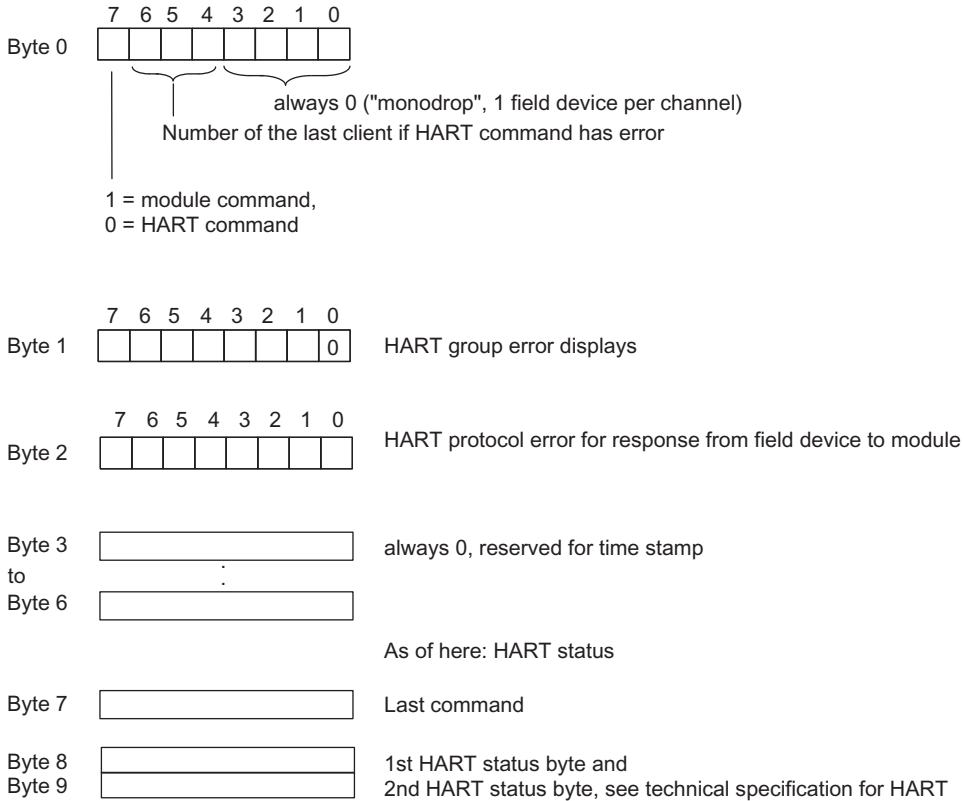 7 6 5 4 3 2 1 0
Byte 0
always 0 ("monodrop", 1 field device per channel)
Number of the last client if HART command has error
1 = module command,
0 = HART command
7 6 5 4 3 2 1 0
Byte 1 0 HART group error displays
7 6 5 4 3 2 1 0
Byte 2 HART protocol error for response from field device to module
Byte 3 always 0, reserved for time stamp
to :
Byte 6
As of here: HART status
Byte 7 Last command
Byte 8 1st HART status byte and
Byte 9 2nd HART status byte, see technical specification for HART